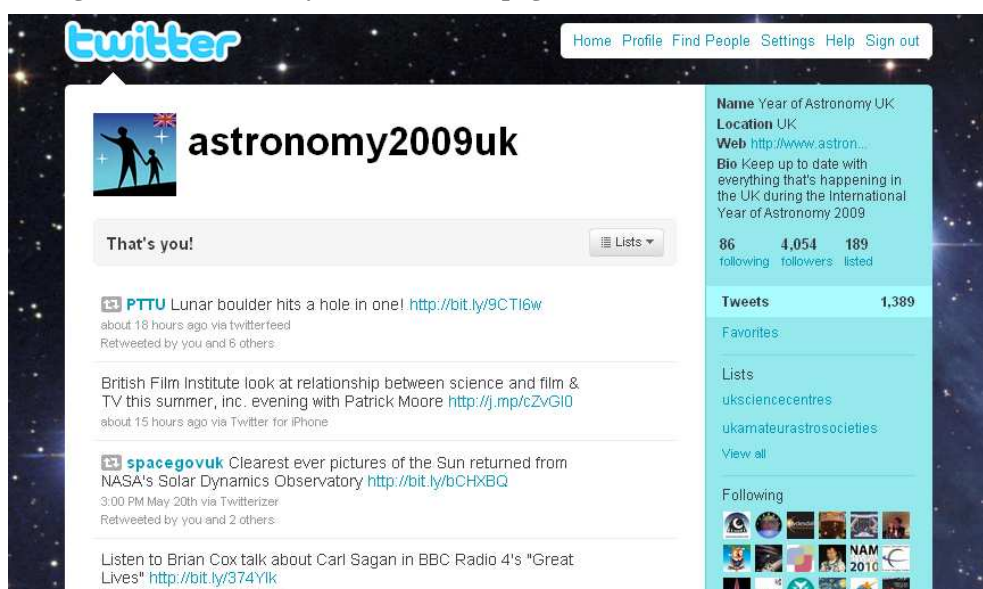 twitter
Home Profile Find People Settings Help Sign out
astronomy2009uk
That's you!
Lists
PTTU Lunar boulder hits a hole in one! http://bit.ly/9CTI6w
about 18 hours ago via twitterfeed
Retweeted by you and 6 others
British Film Institute look at relationship between science and film &
TV this summer, inc. evening with Patrick Moore http://j.mp/cZvGI0
about 15 hours ago via Twitter for iPhone
spacegovuk Clearest ever pictures of the Sun returned from
NASA's Solar Dynamics Observatory http://bit.ly/bCHXBQ
3:00 PM May 20th via Twitterizer
Retweeted by you and 2 others
Listen to Brian Cox talk about Carl Sagan in BBC Radio 4's "Great
Lives" http://bit.ly/374Ylk
Name Year of Astronomy UK
Location UK
Web http://www.astron...
Bio Keep up to date with
everything that's happening in
the UK during the International
Year of Astronomy 2009
86 4,054 189
following followers listed
Tweets 1,389
Favorites
Lists
uksciencecentres
ukamateurastrosocieties
View all
Following
NAM
2010